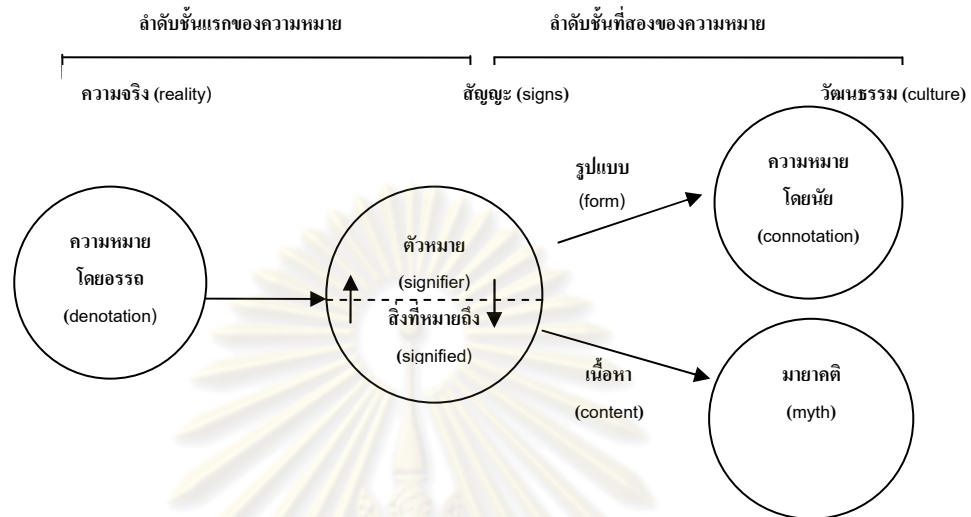 ลำดับชั้นแรกของความหมาย
ลำดับชั้นที่สองของความหมาย
ความจริง (reality)
สัญญะ (signs)
วัฒนธรรม (culture)
ความหมาย
โดยอรรถ
(denotation)
ตัวหมาย
(signifier)
สิ่งที่หมายถึง
(signified)
รูปแบบ
(form)
ความหมาย
โดยนัย
(connotation)
เนื้อหา
(content)
มายาคติ
(myth)